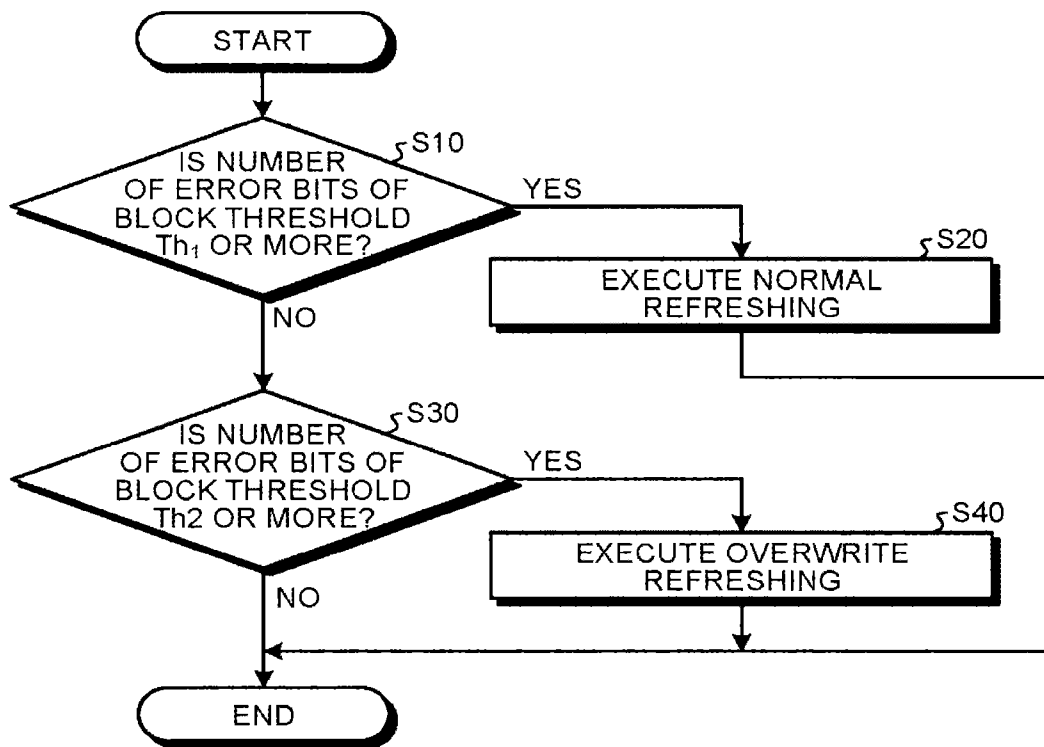 START
S10
IS NUMBER
OF ERROR BITS OF
BLOCK THRESHOLD
Th₁ OR MORE?
YES
S20
EXECUTE NORMAL
REFRESHING
NO
S30
IS NUMBER
OF ERROR BITS OF
BLOCK THRESHOLD
Th2 OR MORE?
YES
S40
EXECUTE OVERWRITE
REFRESHING
NO
END